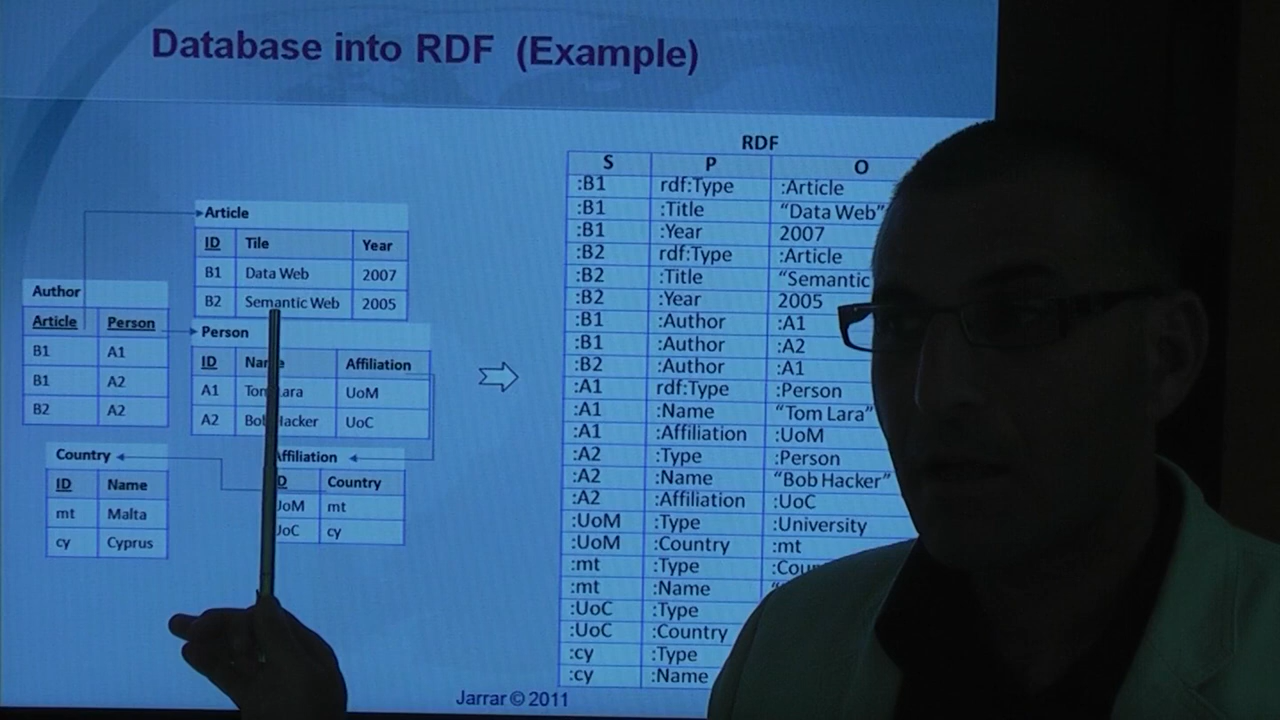 Database into RDF (Example)
Article
ID Tile Year
B1 Data Web 2007
B2 Semantic Web 2005
Author
Article Person
B1 A1
B1 A2
B2 A2
Person
ID Affiliation
A1 UoM
A2 UoC
Country
ID Name
mt Malta
cy Cyprus
Country
mt
cy
RDF
S P O
:B1 rdf:Type :Article
:B1 :Title “Data Web”
:B1 :Year 2007
:B2 rdf:Type :Article
:B2 :Title “Semantic
:B2 :Year 2005
:B1 :Author :A1
:B1 :Author :A2
:B2 :Author :A1
:A1 rdf:Type :Person
:A1 :Name “Tom Lara”
:A1 :Affiliation :UoM
:A2 :Type :Person
:A2 :Name “Bob Hacker”
:A2 :Affiliation :UoC
:UoM :Type :University
:UoM :Country :mt
:mt :Type
:mt :Name
:UoC :Type
:UoC :Country
:cy :Type
:cy :Name
Jarrar © 2011